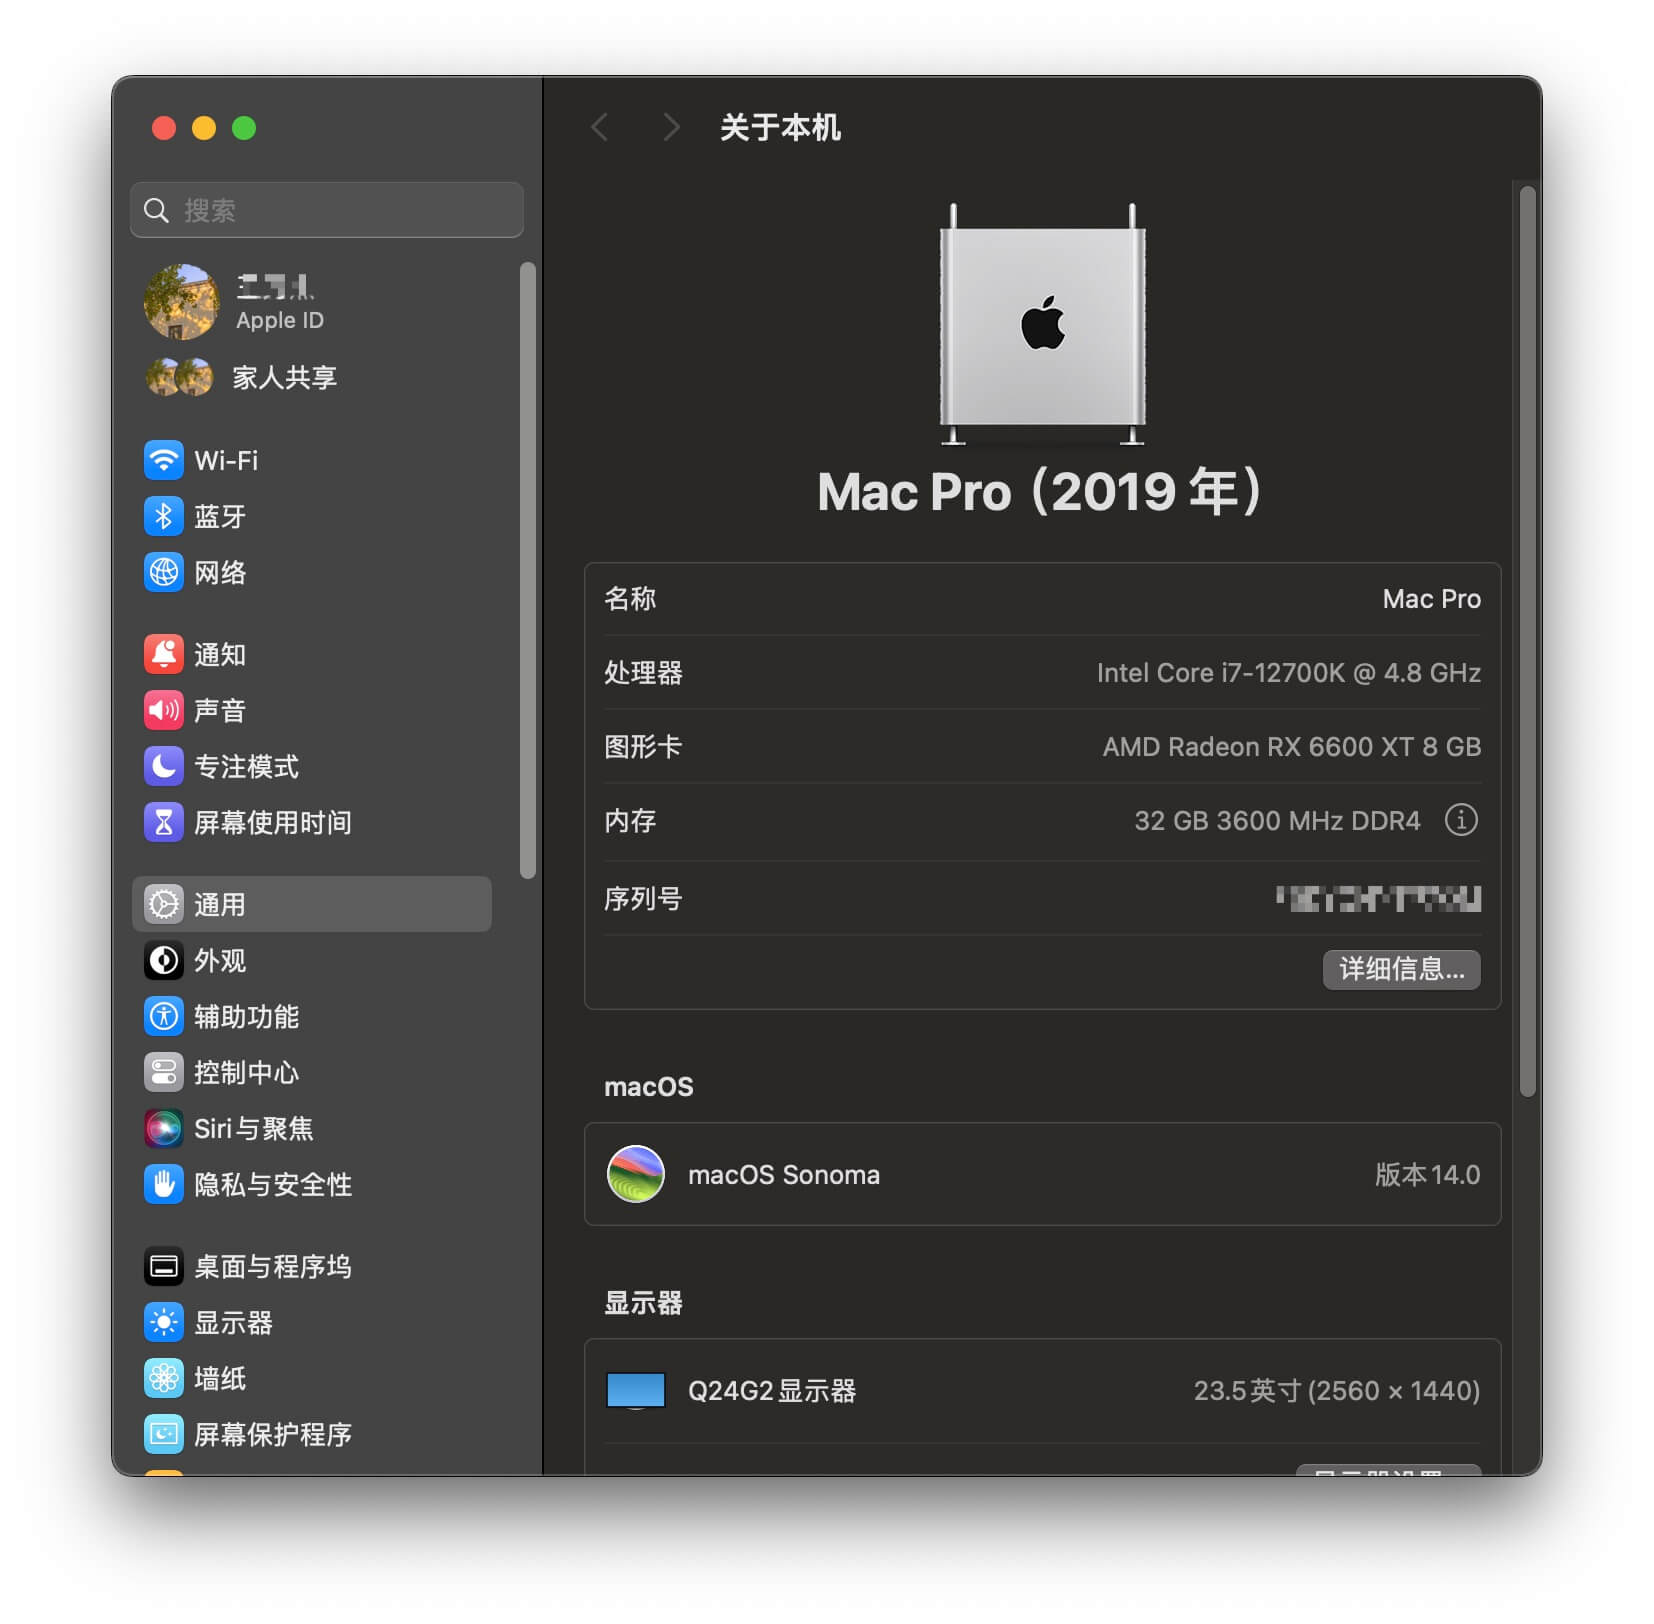 关于本机
搜索
Apple ID
家人共享
Wi-Fi
蓝牙
网络
通知
声音
专注模式
屏幕使用时间
通用
外观
辅助功能
控制中心
Siri与聚焦
隐私与安全性
桌面与程序坞
显示器
墙纸
屏幕保护程序
Mac Pro（2019 年）
名称 Mac Pro
处理器 Intel Core i7-12700K @ 4.8 GHz
图形卡 AMD Radeon RX 6600 XT 8 GB
内存 32 GB 3600 MHz DDR4
序列号
详细信息...
macOS
macOS Sonoma 版本14.0
显示器
Q24G2显示器 23.5英寸 (2560 × 1440)